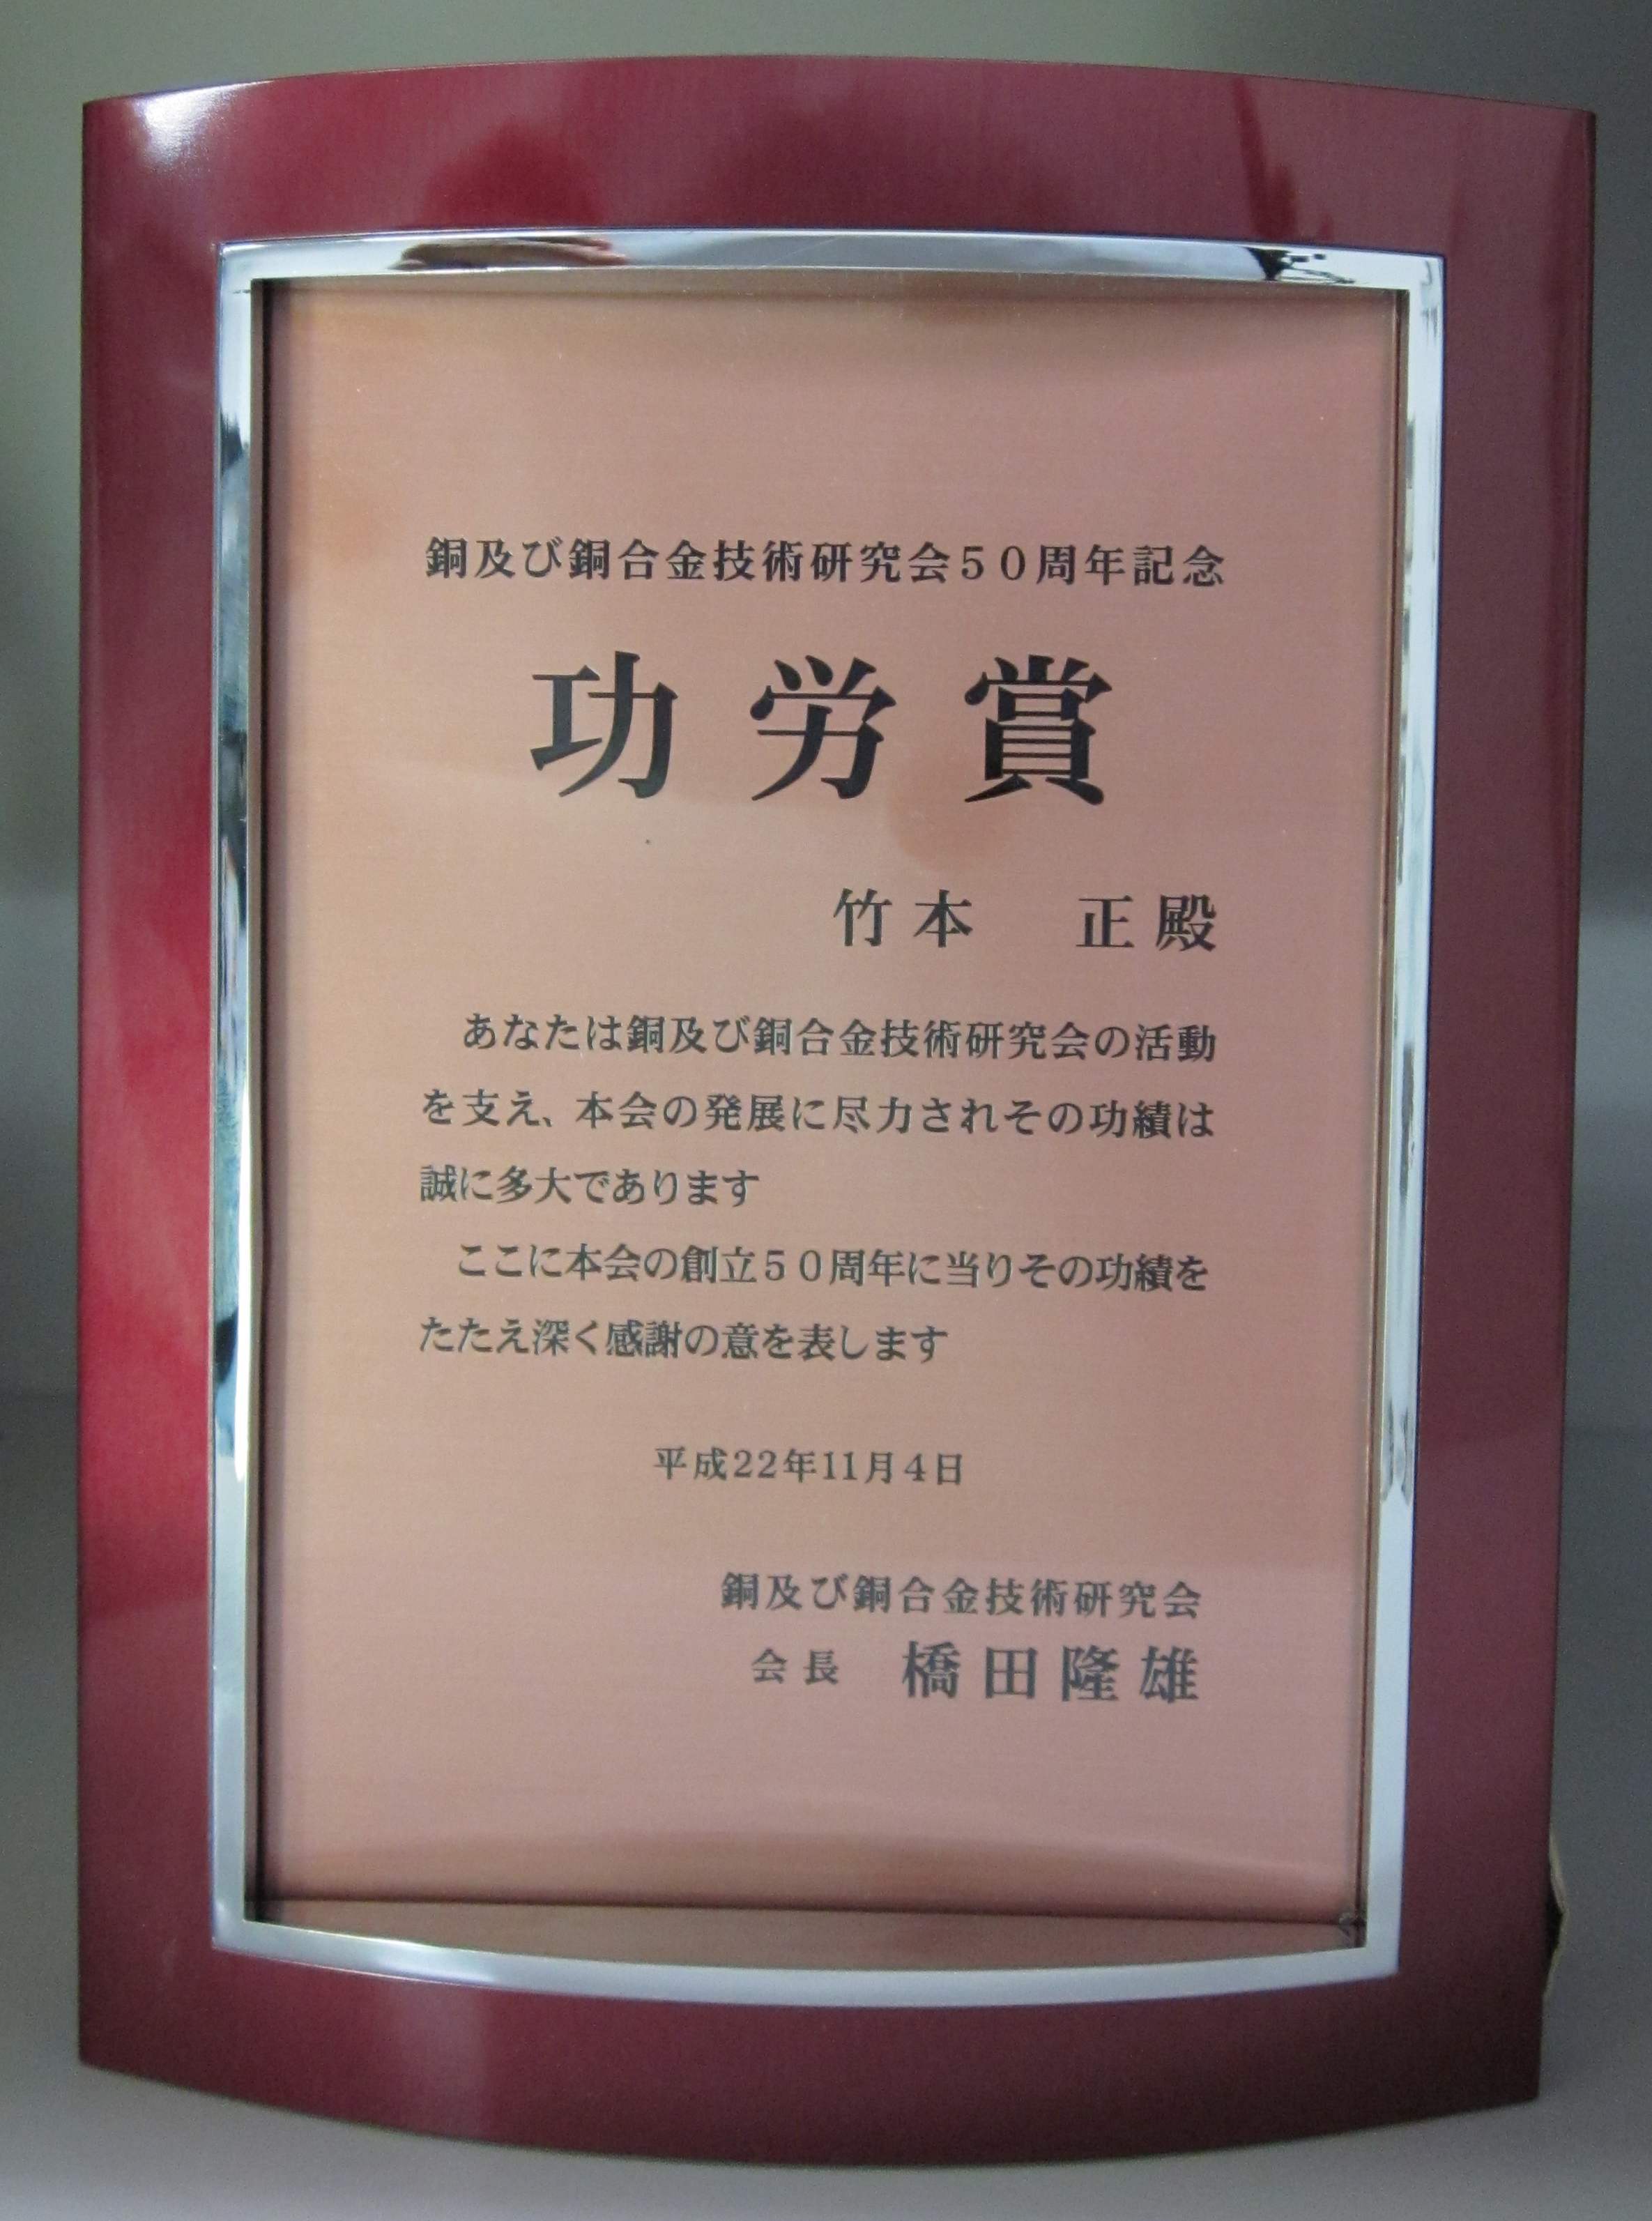 銅及び銅合金技術研究会50周年記念
功労賞
竹本　正殿
あなたは銅及び銅合金技術研究会の活動
を支え、本会の発展に尽力されその功績は
誠に多大であります
ここに本会の創立50周年に当りその功績を
たたえ深く感謝の意を表します
平成22年11月4日
銅及び銅合金技術研究会
会長　橋田隆雄